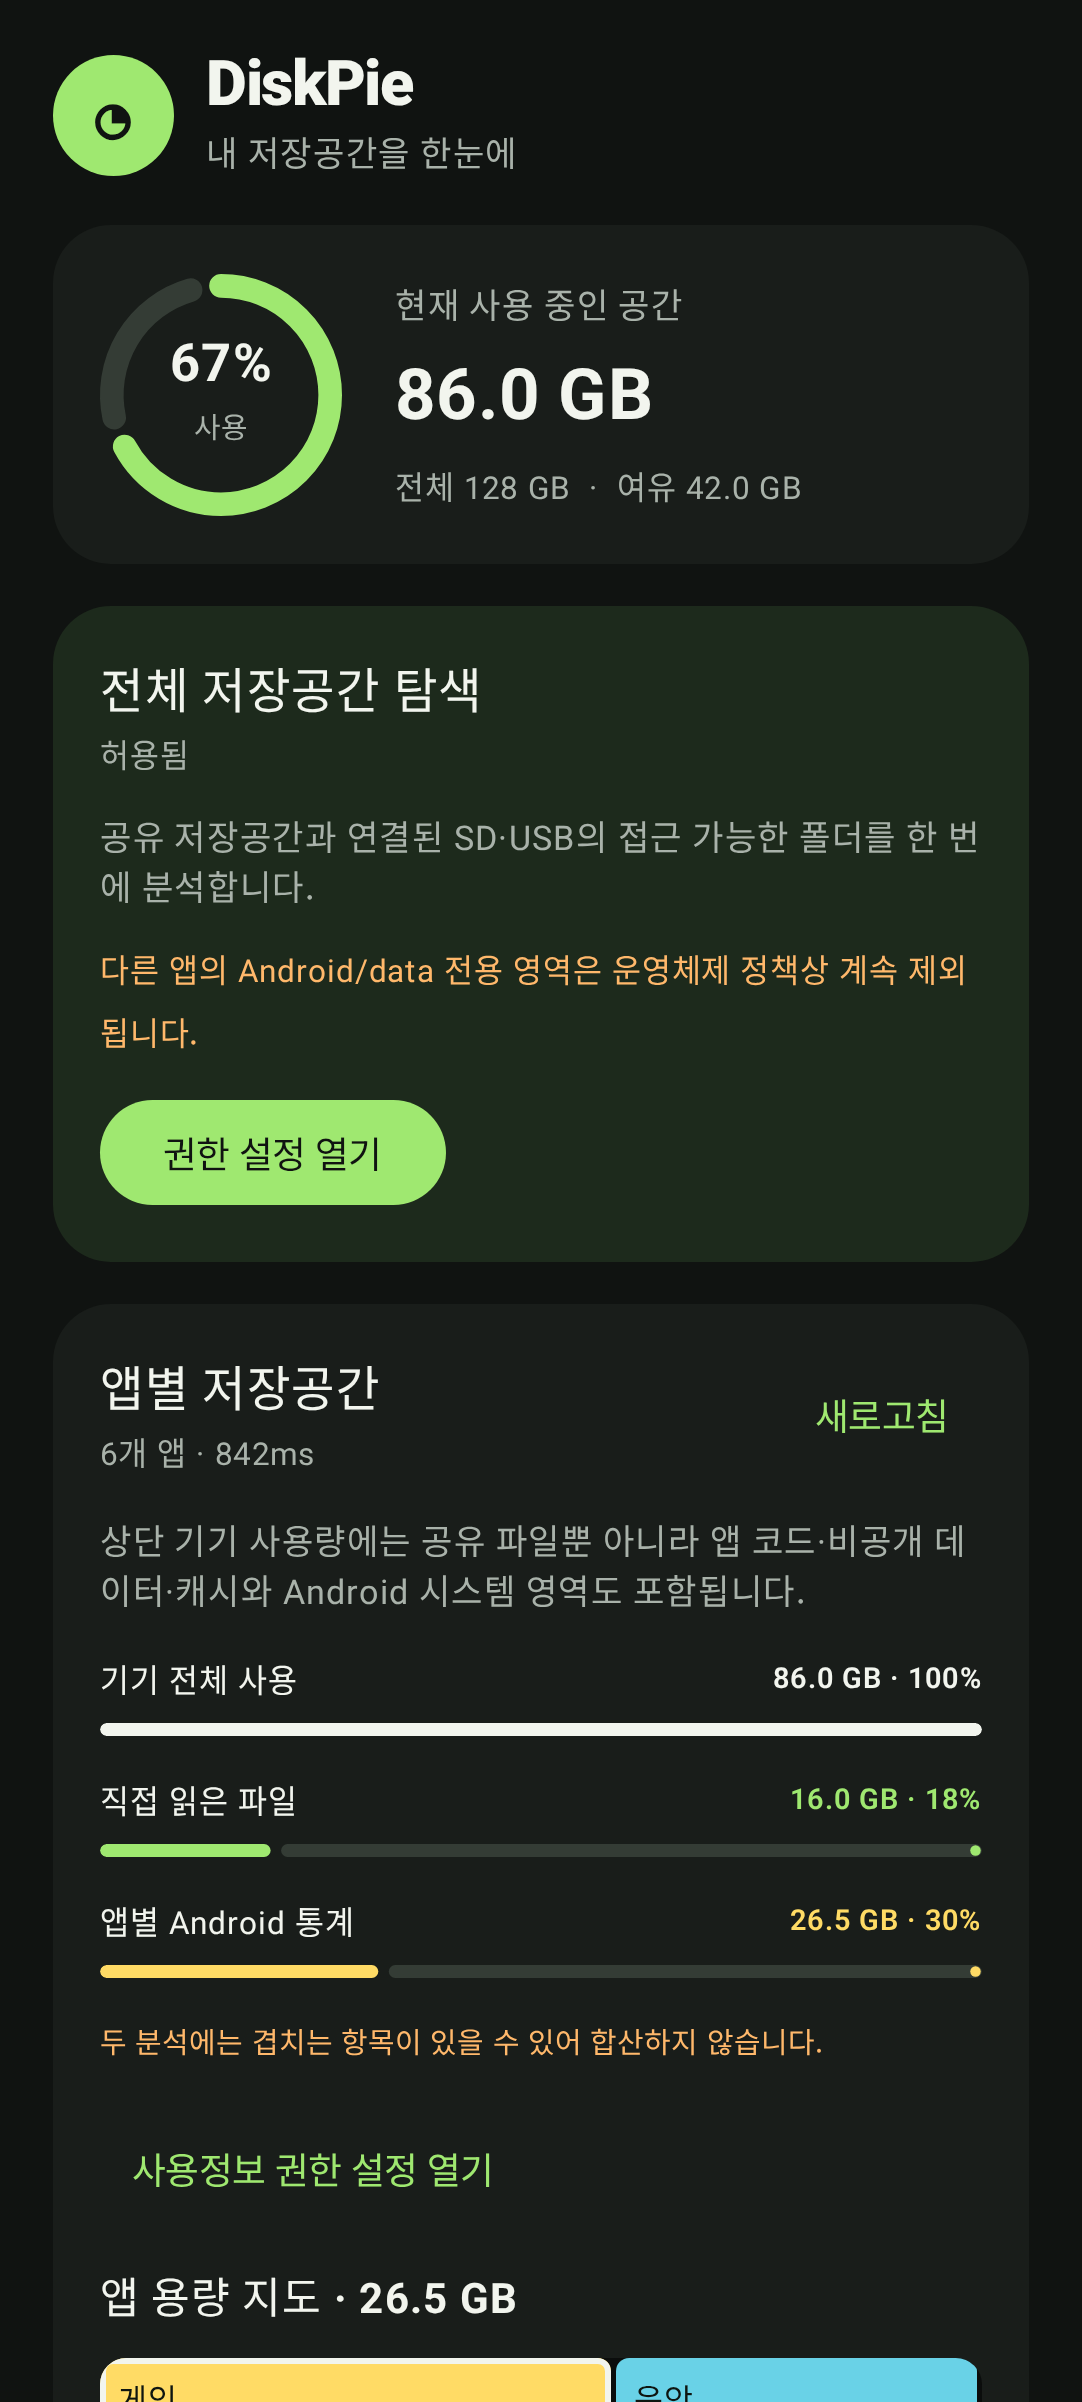 DiskPie
내 저장공간을 한눈에
67%
사용
현재 사용 중인 공간
86.0 GB
전체 128 GB · 여유 42.0 GB
전체 저장공간 탐색
허용됨
공유 저장공간과 연결된 SD·USB의 접근 가능한 폴더를 한 번
에 분석합니다.
다른 앱의 Android/data 전용 영역은 운영체제 정책상 계속 제외
됩니다.
권한 설정 열기
앱별 저장공간
6개 앱 · 842ms
새로고침
상단 기기 사용량에는 공유 파일뿐 아니라 앱 코드·비공개 데
이터·캐시와 Android 시스템 영역도 포함됩니다.
기기 전체 사용
86.0 GB · 100%
직접 읽은 파일
16.0 GB · 18%
앱별 Android 통계
26.5 GB · 30%
두 분석에는 겹치는 항목이 있을 수 있어 합산하지 않습니다.
사용정보 권한 설정 열기
앱 용량 지도 · 26.5 GB
게임
음악